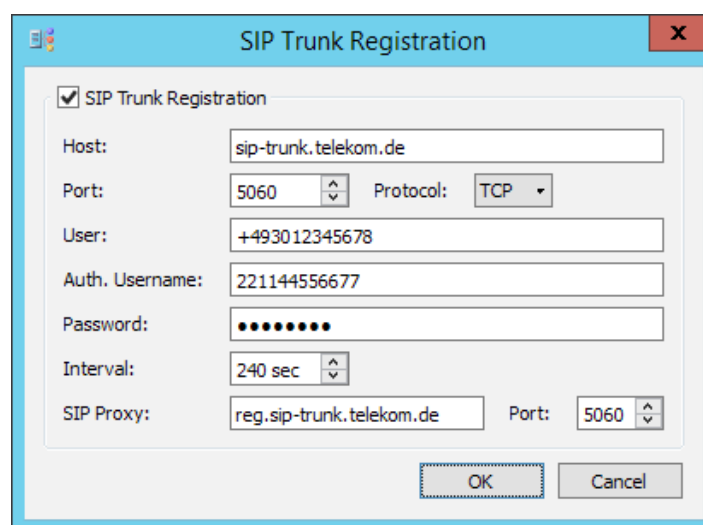 SIP Trunk Registration
x
SIP Trunk Registration
Host: sip-trunk.telekom.de
Port: 5060 Protocol: TCP
User: +493012345678
Auth. Username: 221144556677
Password: ●●●●●●●●
Interval: 240 sec
SIP Proxy: reg.sip-trunk.telekom.de Port: 5060
OK Cancel